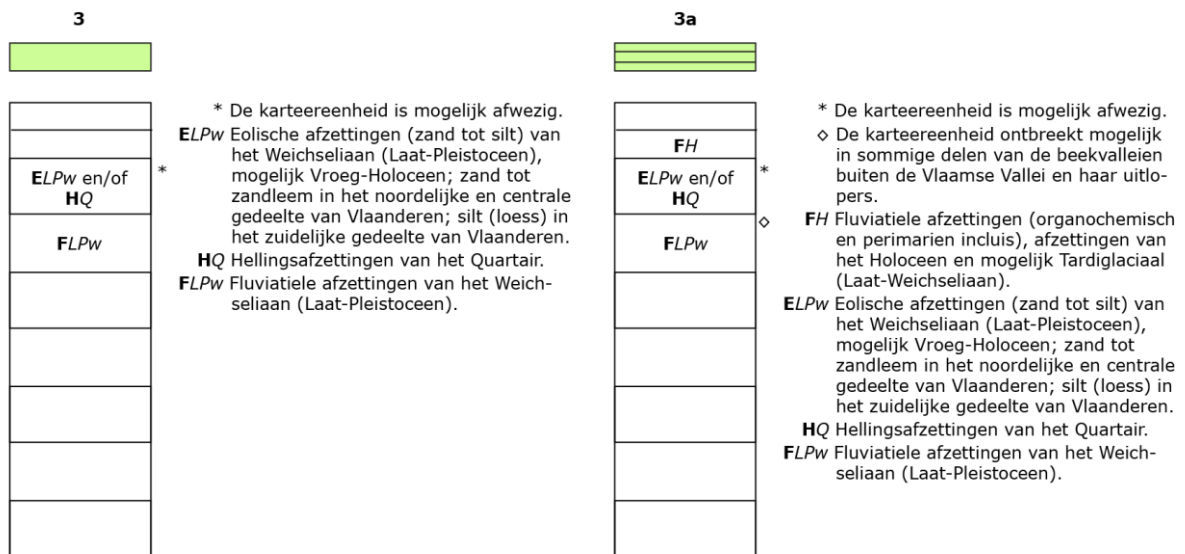 3
* De karteereenheid is mogelijk afwezig.
ELPw en/of
HQ
*
FLPw
ELPw Eolische afzettingen (zand tot silt) van
het Weichseliaan (Laat-Pleistoceen),
mogelijk Vroeg-Holoceen; zand tot
zandleem in het noordelijke en centrale
gedeelte van Vlaanderen; silt (loess) in
het zuidelijke gedeelte van Vlaanderen.
HQ Hellingsafzettingen van het Quartair.
FLPw Fluviatiele afzettingen van het Weich-
seliaan (Laat-Pleistoceen).
3a
FH
ELPw en/of
HQ
*
FLPw
◇
* De karteereenheid is mogelijk afwezig.
◇ De karteereenheid ontbreekt mogelijk
in sommige delen van de beekvalleien
buiten de Vlaamse Vallei en haar uitlo-
pers.
FH Fluviatiele afzettingen (organochemisch
en perimarien incluis), afzettingen van
het Holoceen en mogelijk Tardiglaciaal
(Laat-Weichseliaan).
ELPw Eolische afzettingen (zand tot silt) van
het Weichseliaan (Laat-Pleistoceen),
mogelijk Vroeg-Holoceen; zand tot
zandleem in het noordelijke en centrale
gedeelte van Vlaanderen; silt (loess) in
het zuidelijke gedeelte van Vlaanderen.
HQ Hellingsafzettingen van het Quartair.
FLPw Fluviatiele afzettingen van het Weich-
seliaan (Laat-Pleistoceen).